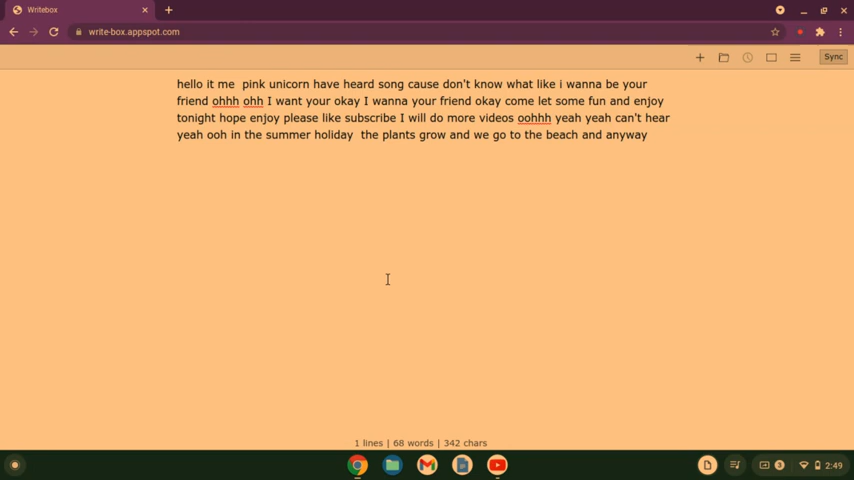 Writebox
write-box.appspot.com
Sync
hello it me  pink unicorn have heard song cause don't know what like i wanna be your
friend ohhh ohh I want your okay I wanna your friend okay come let some fun and enjoy
tonight hope enjoy please like subscribe I will do more videos oohhh yeah yeah can't hear
yeah ooh in the summer holiday  the plants grow and we go to the beach and anyway
1 lines | 68 words | 342 chars
3
2:49